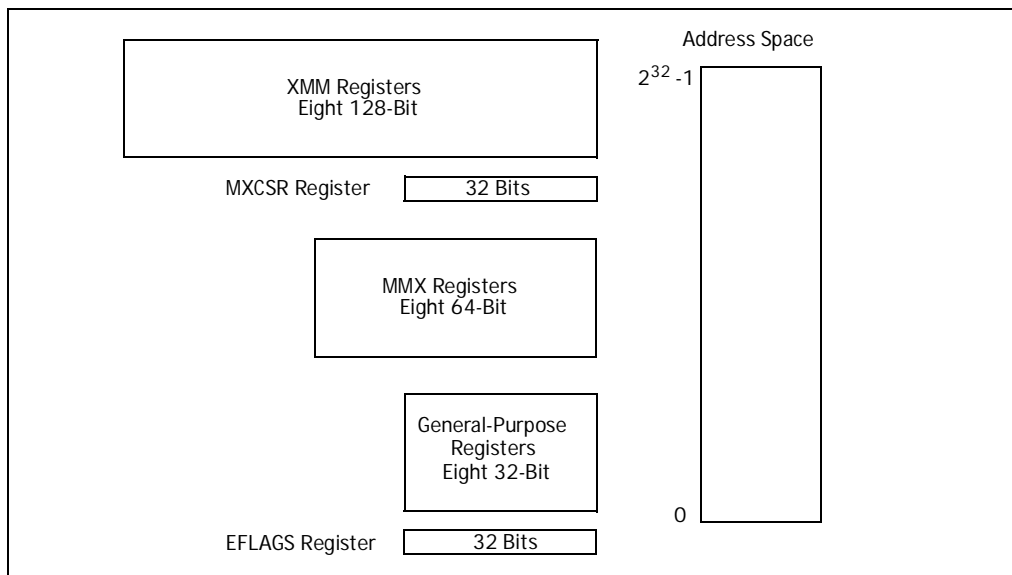 Address Space
2^32 -1
XMM Registers
Eight 128-Bit
MXCSR Register
32 Bits
MMX Registers
Eight 64-Bit
General-Purpose
Registers
Eight 32-Bit
0
EFLAGS Register
32 Bits